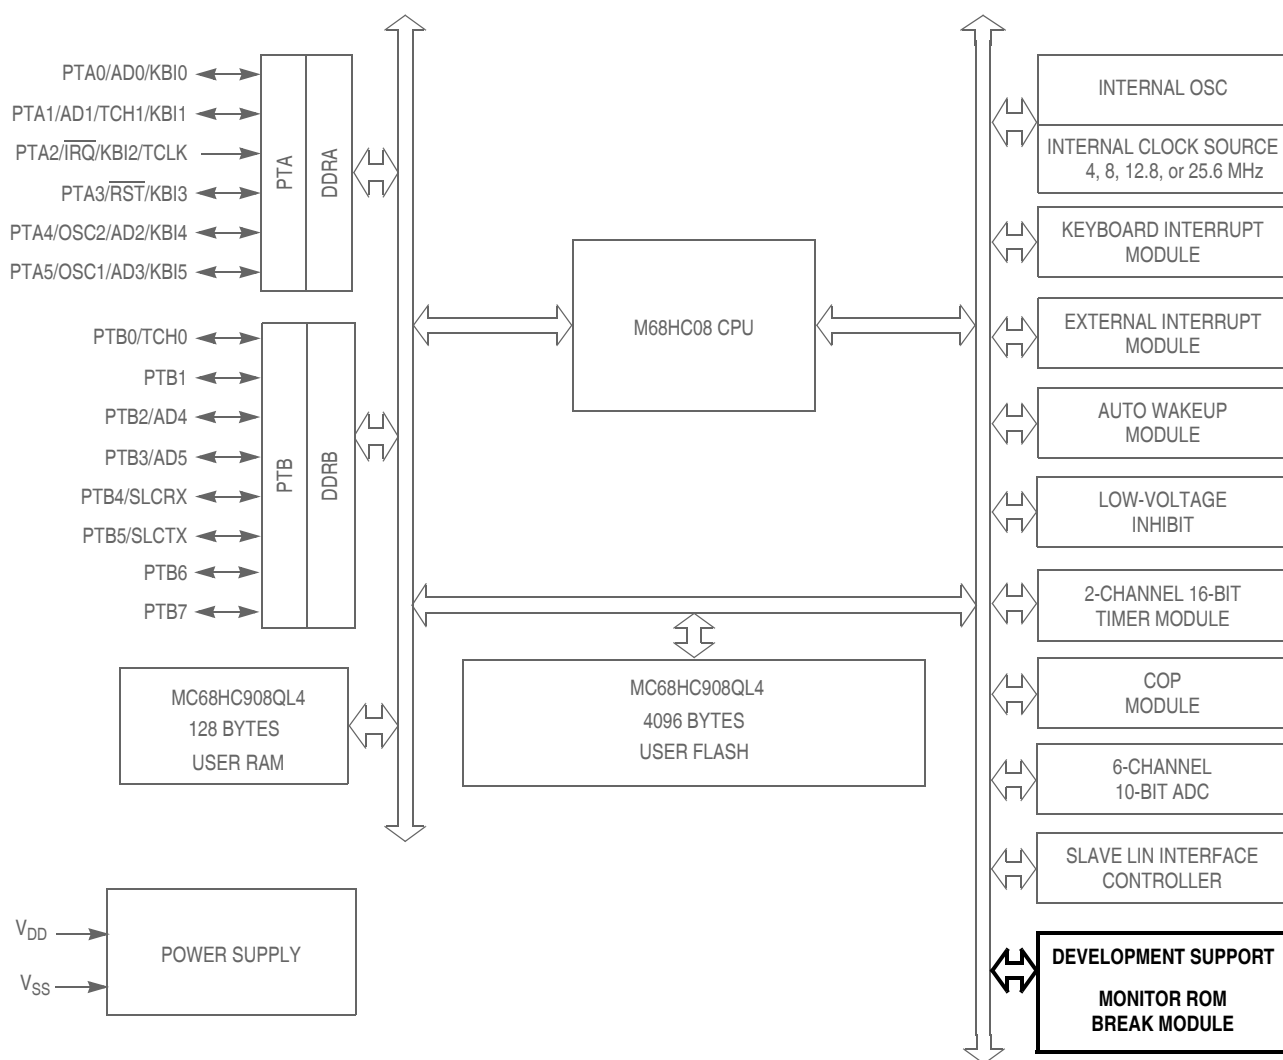 PTA0/AD0/KBI0
PTA1/AD1/TCH1/KBI1
PTA2/IRQ/KBI2/TCLK
PTA3/RST/KBI3
PTA4/OSC2/AD2/KBI4
PTA5/OSC1/AD3/KBI5
PTA
DDRA
PTB0/TCH0
PTB1
PTB2/AD4
PTB3/AD5
PTB4/SLCRX
PTB5/SLCTX
PTB6
PTB7
PTB
DDRB
MC68HC908QL4
128 BYTES
USER RAM
VDD
VSS
POWER SUPPLY
M68HC08 CPU
MC68HC908QL4
4096 BYTES
USER FLASH
INTERNAL OSC
INTERNAL CLOCK SOURCE
4, 8, 12.8, or 25.6 MHz
KEYBOARD INTERRUPT
MODULE
EXTERNAL INTERRUPT
MODULE
AUTO WAKEUP
MODULE
LOW-VOLTAGE
INHIBIT
2-CHANNEL 16-BIT
TIMER MODULE
COP
MODULE
6-CHANNEL
10-BIT ADC
SLAVE LIN INTERFACE
CONTROLLER
DEVELOPMENT SUPPORT
MONITOR ROM
BREAK MODULE